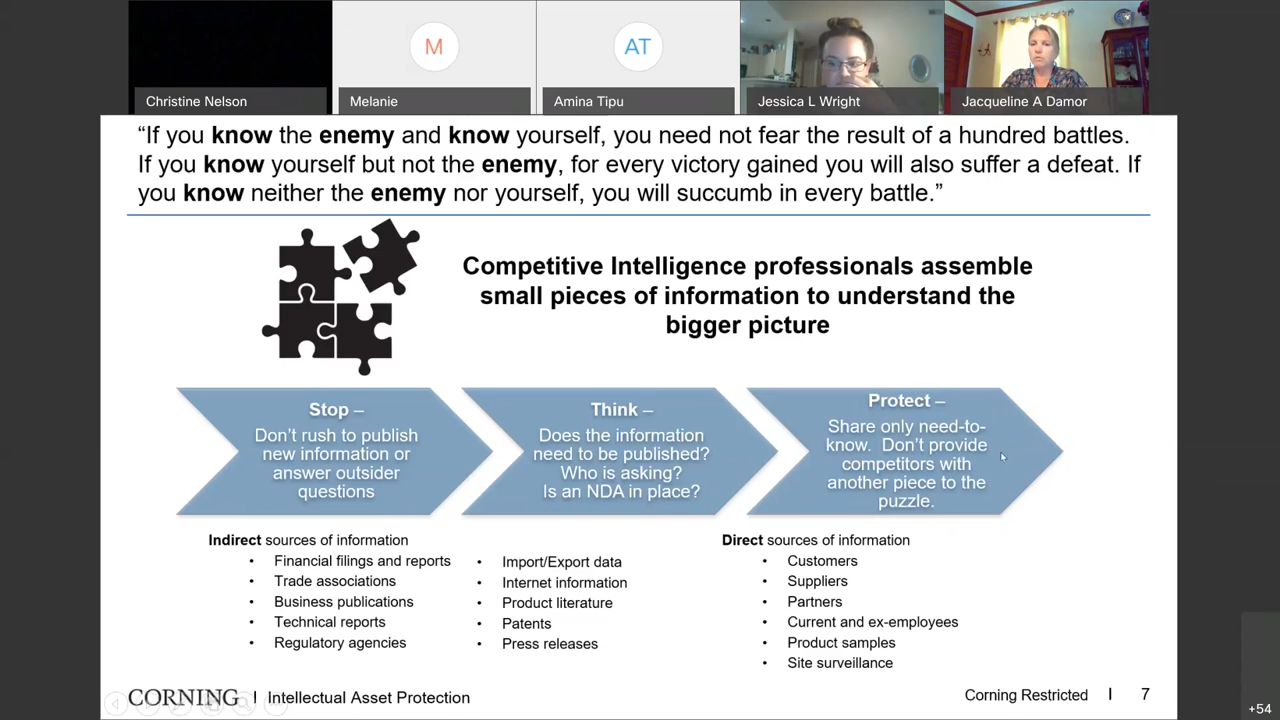 M
AT
Christine Nelson
Melanie
Amina Tipu
Jessica L Wright
Jacqueline A Damor
“If you know the enemy and know yourself, you need not fear the result of a hundred battles.
If you know yourself but not the enemy, for every victory gained you will also suffer a defeat. If
you know neither the enemy nor yourself, you will succumb in every battle.”
Competitive Intelligence professionals assemble
small pieces of information to understand the
bigger picture
Stop –
Don’t rush to publish
new information or
answer outsider
questions
Think –
Does the information
need to be published?
Who is asking?
Is an NDA in place?
Protect –
Share only need-to-
know. Don’t provide
competitors with
another piece to the
puzzle.
Indirect sources of information
• Financial filings and reports
• Trade associations
• Business publications
• Technical reports
• Regulatory agencies
• Import/Export data
• Internet information
• Product literature
• Patents
• Press releases
Direct sources of information
• Customers
• Suppliers
• Partners
• Current and ex-employees
• Product samples
• Site surveillance
CORNING | Intellectual Asset Protection
Corning Restricted | 7
+54